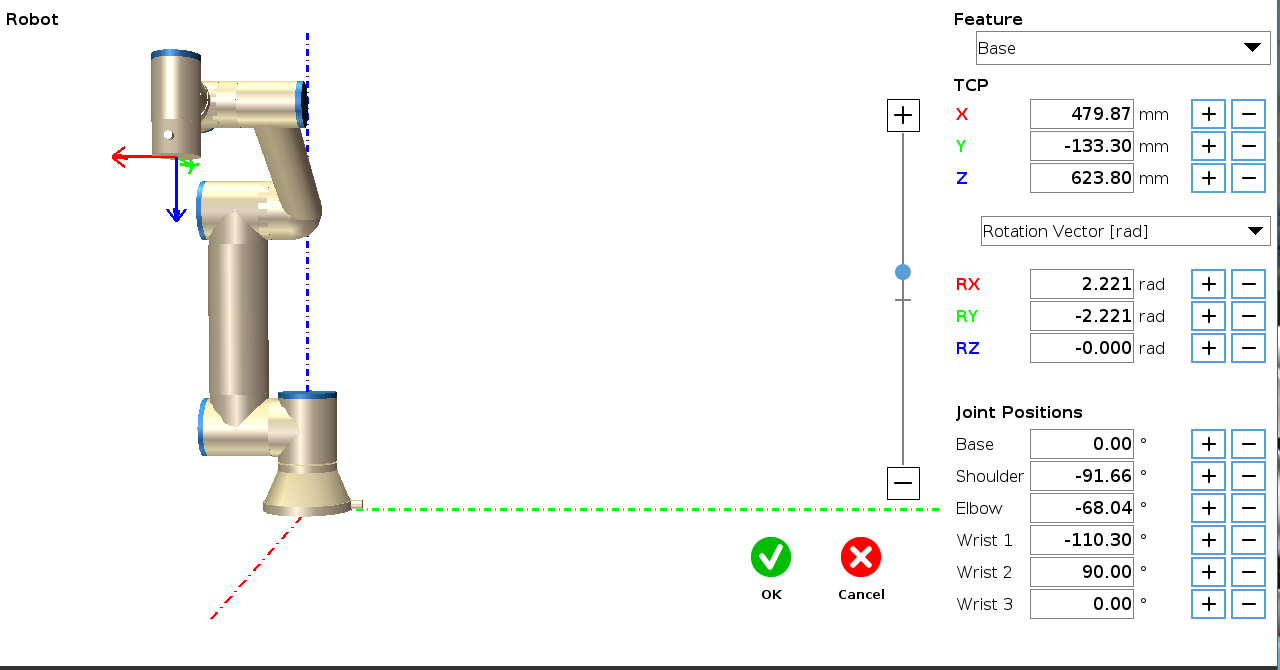 Robot
Feature
Base
TCP
X 479.87 mm + −
Y -133.30 mm + −
Z 623.80 mm + −
Rotation Vector [rad]
RX 2.221 rad + −
RY -2.221 rad + −
RZ -0.000 rad + −
Joint Positions
Base 0.00 ° + −
Shoulder -91.66 ° + −
Elbow -68.04 ° + −
Wrist 1 -110.30 ° + −
Wrist 2 90.00 ° + −
Wrist 3 0.00 ° + −
+
−
OK
Cancel